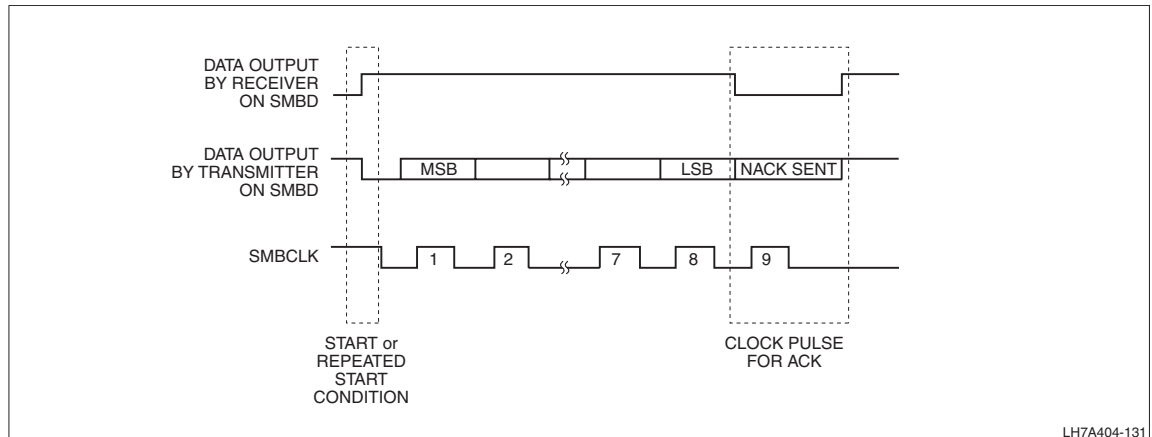 DATA OUTPUT
BY RECEIVER
ON SMBD
DATA OUTPUT
BY TRANSMITTER
ON SMBD
MSB
LSB
NACK SENT
SMBCLK
1
2
7
8
9
START or
REPEATED
START
CONDITION
CLOCK PULSE
FOR ACK
LH7A404-131